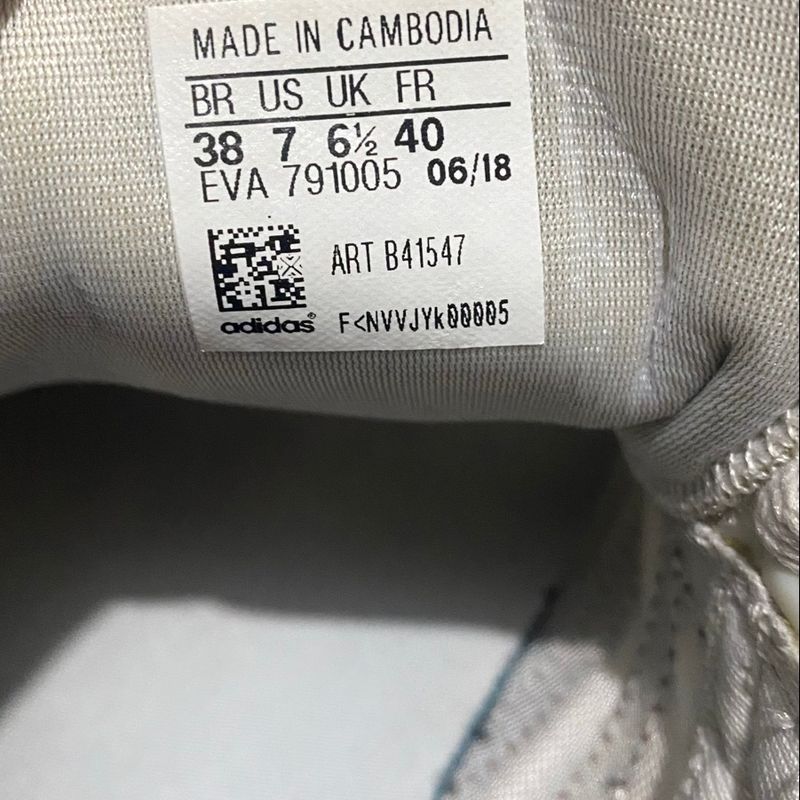 MADE IN CAMBODIA
BR US UK FR
38 7 6½ 40
EVA 791005 06/18
ART B41547
adidas® F<NVVJYk00005